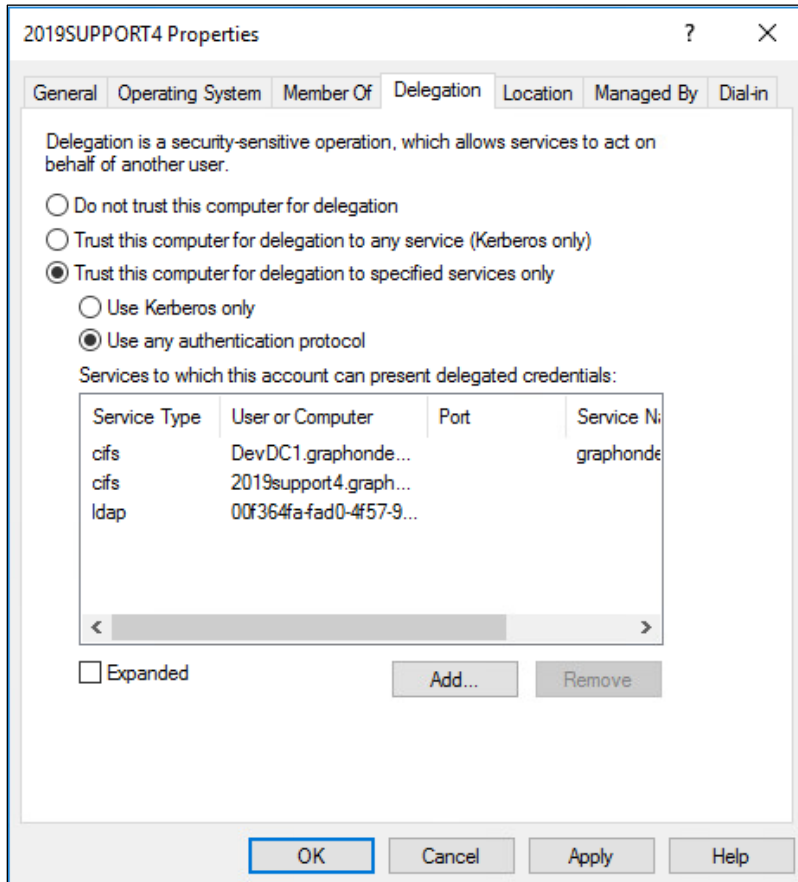 2019SUPPORT4 Properties ? X
General Operating System Member Of Delegation Location Managed By Dial-in
Delegation is a security-sensitive operation, which allows services to act on
behalf of another user.
Do not trust this computer for delegation
Trust this computer for delegation to any service (Kerberos only)
Trust this computer for delegation to specified services only
Use Kerberos only
Use any authentication protocol
Services to which this account can present delegated credentials:
Service Type User or Computer Port Service
cifs DevDC1.graphonde... graphonde
cifs 2019support4.graph...
ldap 00f364fa-fad0-4f57-9...
Expanded Add... Remove
OK Cancel Apply Help